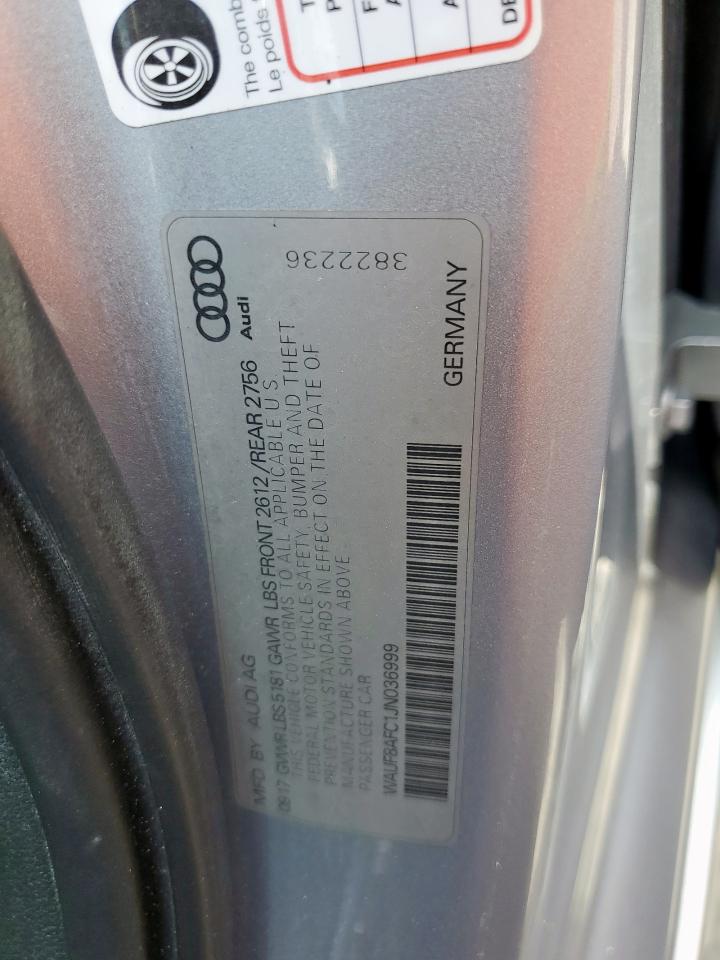 The comb
Le poids
MFD BY AUDI AG
Audi
0917 GVWR LBS 5181 GAWR LBS FRONT 2612/REAR 2756
THIS VEHICLE CONFORMS TO ALL APPLICABLE U S
FEDERAL MOTOR VEHICLE SAFETY, BUMPER AND THEFT
PREVENTION STANDARDS IN EFFECT ON THE DATE OF
MANUFACTURE SHOWN ABOVE
PASSENGER CAR
WAUF8AFC1JN036999
GERMANY
3822236